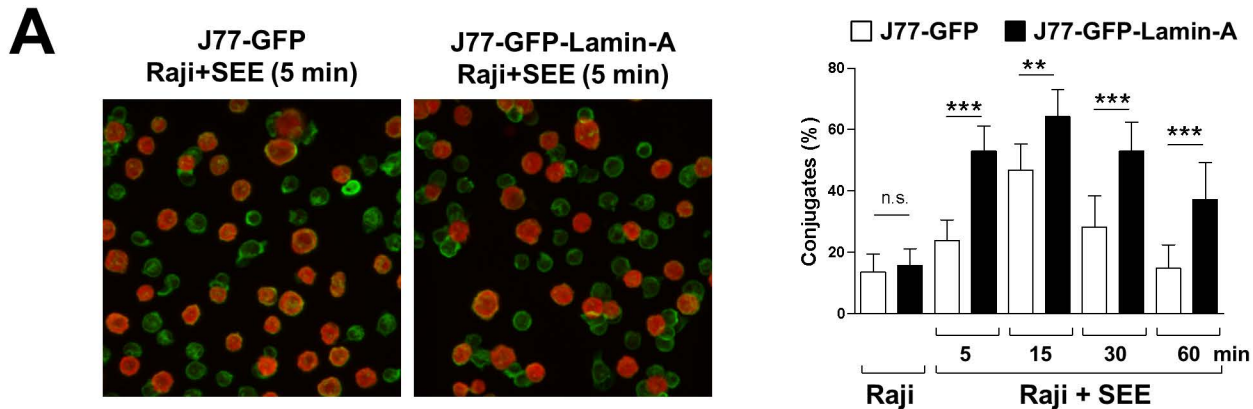 A
J77-GFP
Raji+SEE (5 min)
J77-GFP-Lamin-A
Raji+SEE (5 min)
J77-GFP J77-GFP-Lamin-A
Conjugates (%)
80
60
40
20
0
n.s.
***
**
***
***
5 15 30 60 min
Raji Raji + SEE